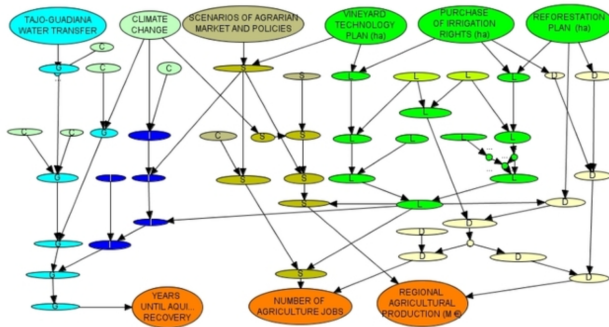 TAJO-GUADIANA
WATER TRANSFER
CLIMATE
CHANGE
SCENARIOS OF AGRARIAN
MARKET AND POLICIES
VINEYARD
TECHNOLOGY
PLAN (ha)
PURCHASE
OF IRRIGATION
RIGHTS (ha)
REFORESTATION
PLAN (ha)
C
G
C
C
S
S
L
L
L
D
D
G
T
S
S
L
L
L
L
L
C
C
C
S
S
L
L
D
G
T
S
L
D
T
D
G
T
D
D
G
S
D
G
YEARS
UNTIL AQUI...
RECOVERY
NUMBER OF
AGRICULTURE JOBS
REGIONAL
AGRICULTURAL
PRODUCTION (M €)